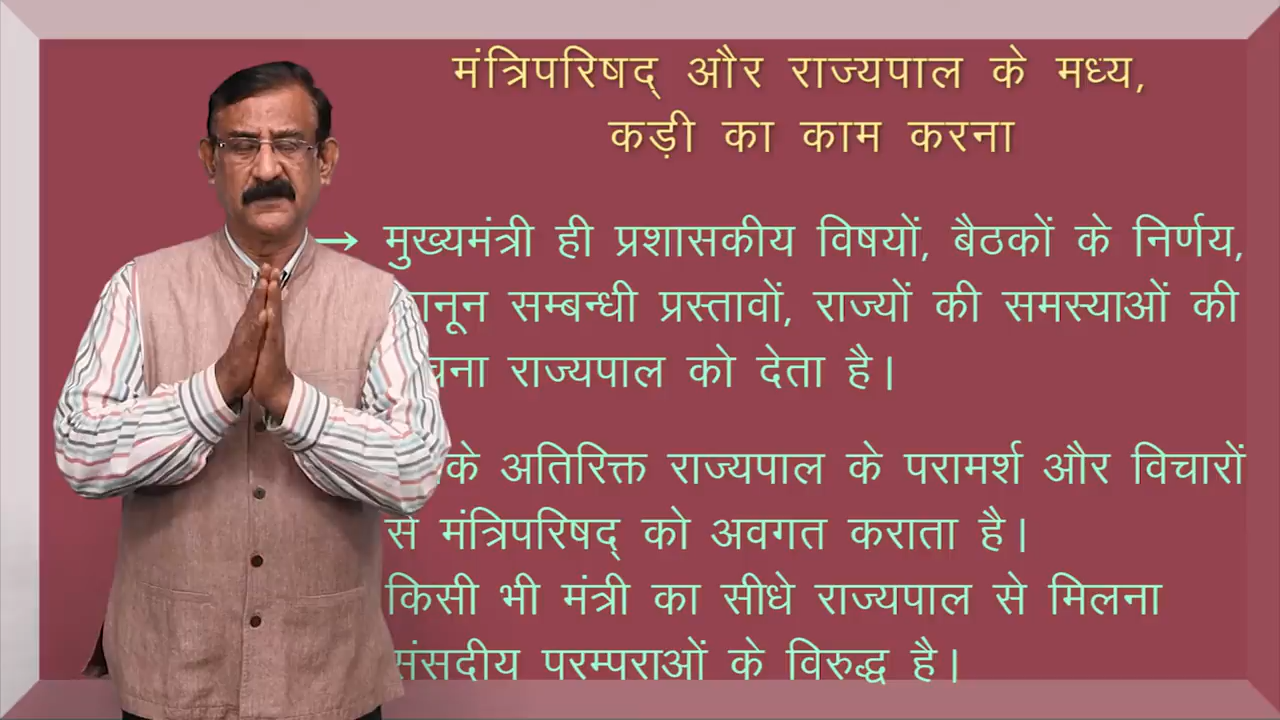 मंत्रिपरिषद् और राज्यपाल के मध्य,
कड़ी का काम करना
→ मुख्यमंत्री ही प्रशासकीय विषयों, बैठकों के निर्णय,
सम्बन्धी प्रस्तावों, राज्यों की समस्याओं की
राज्यपाल को देता है।
अतिरिक्त राज्यपाल के परामर्श और विचारों
से मंत्रिपरिषद् को अवगत कराता है।
किसी भी मंत्री का सीधे राज्यपाल से मिलना
संसदीय परम्पराओं के विरुद्ध है।